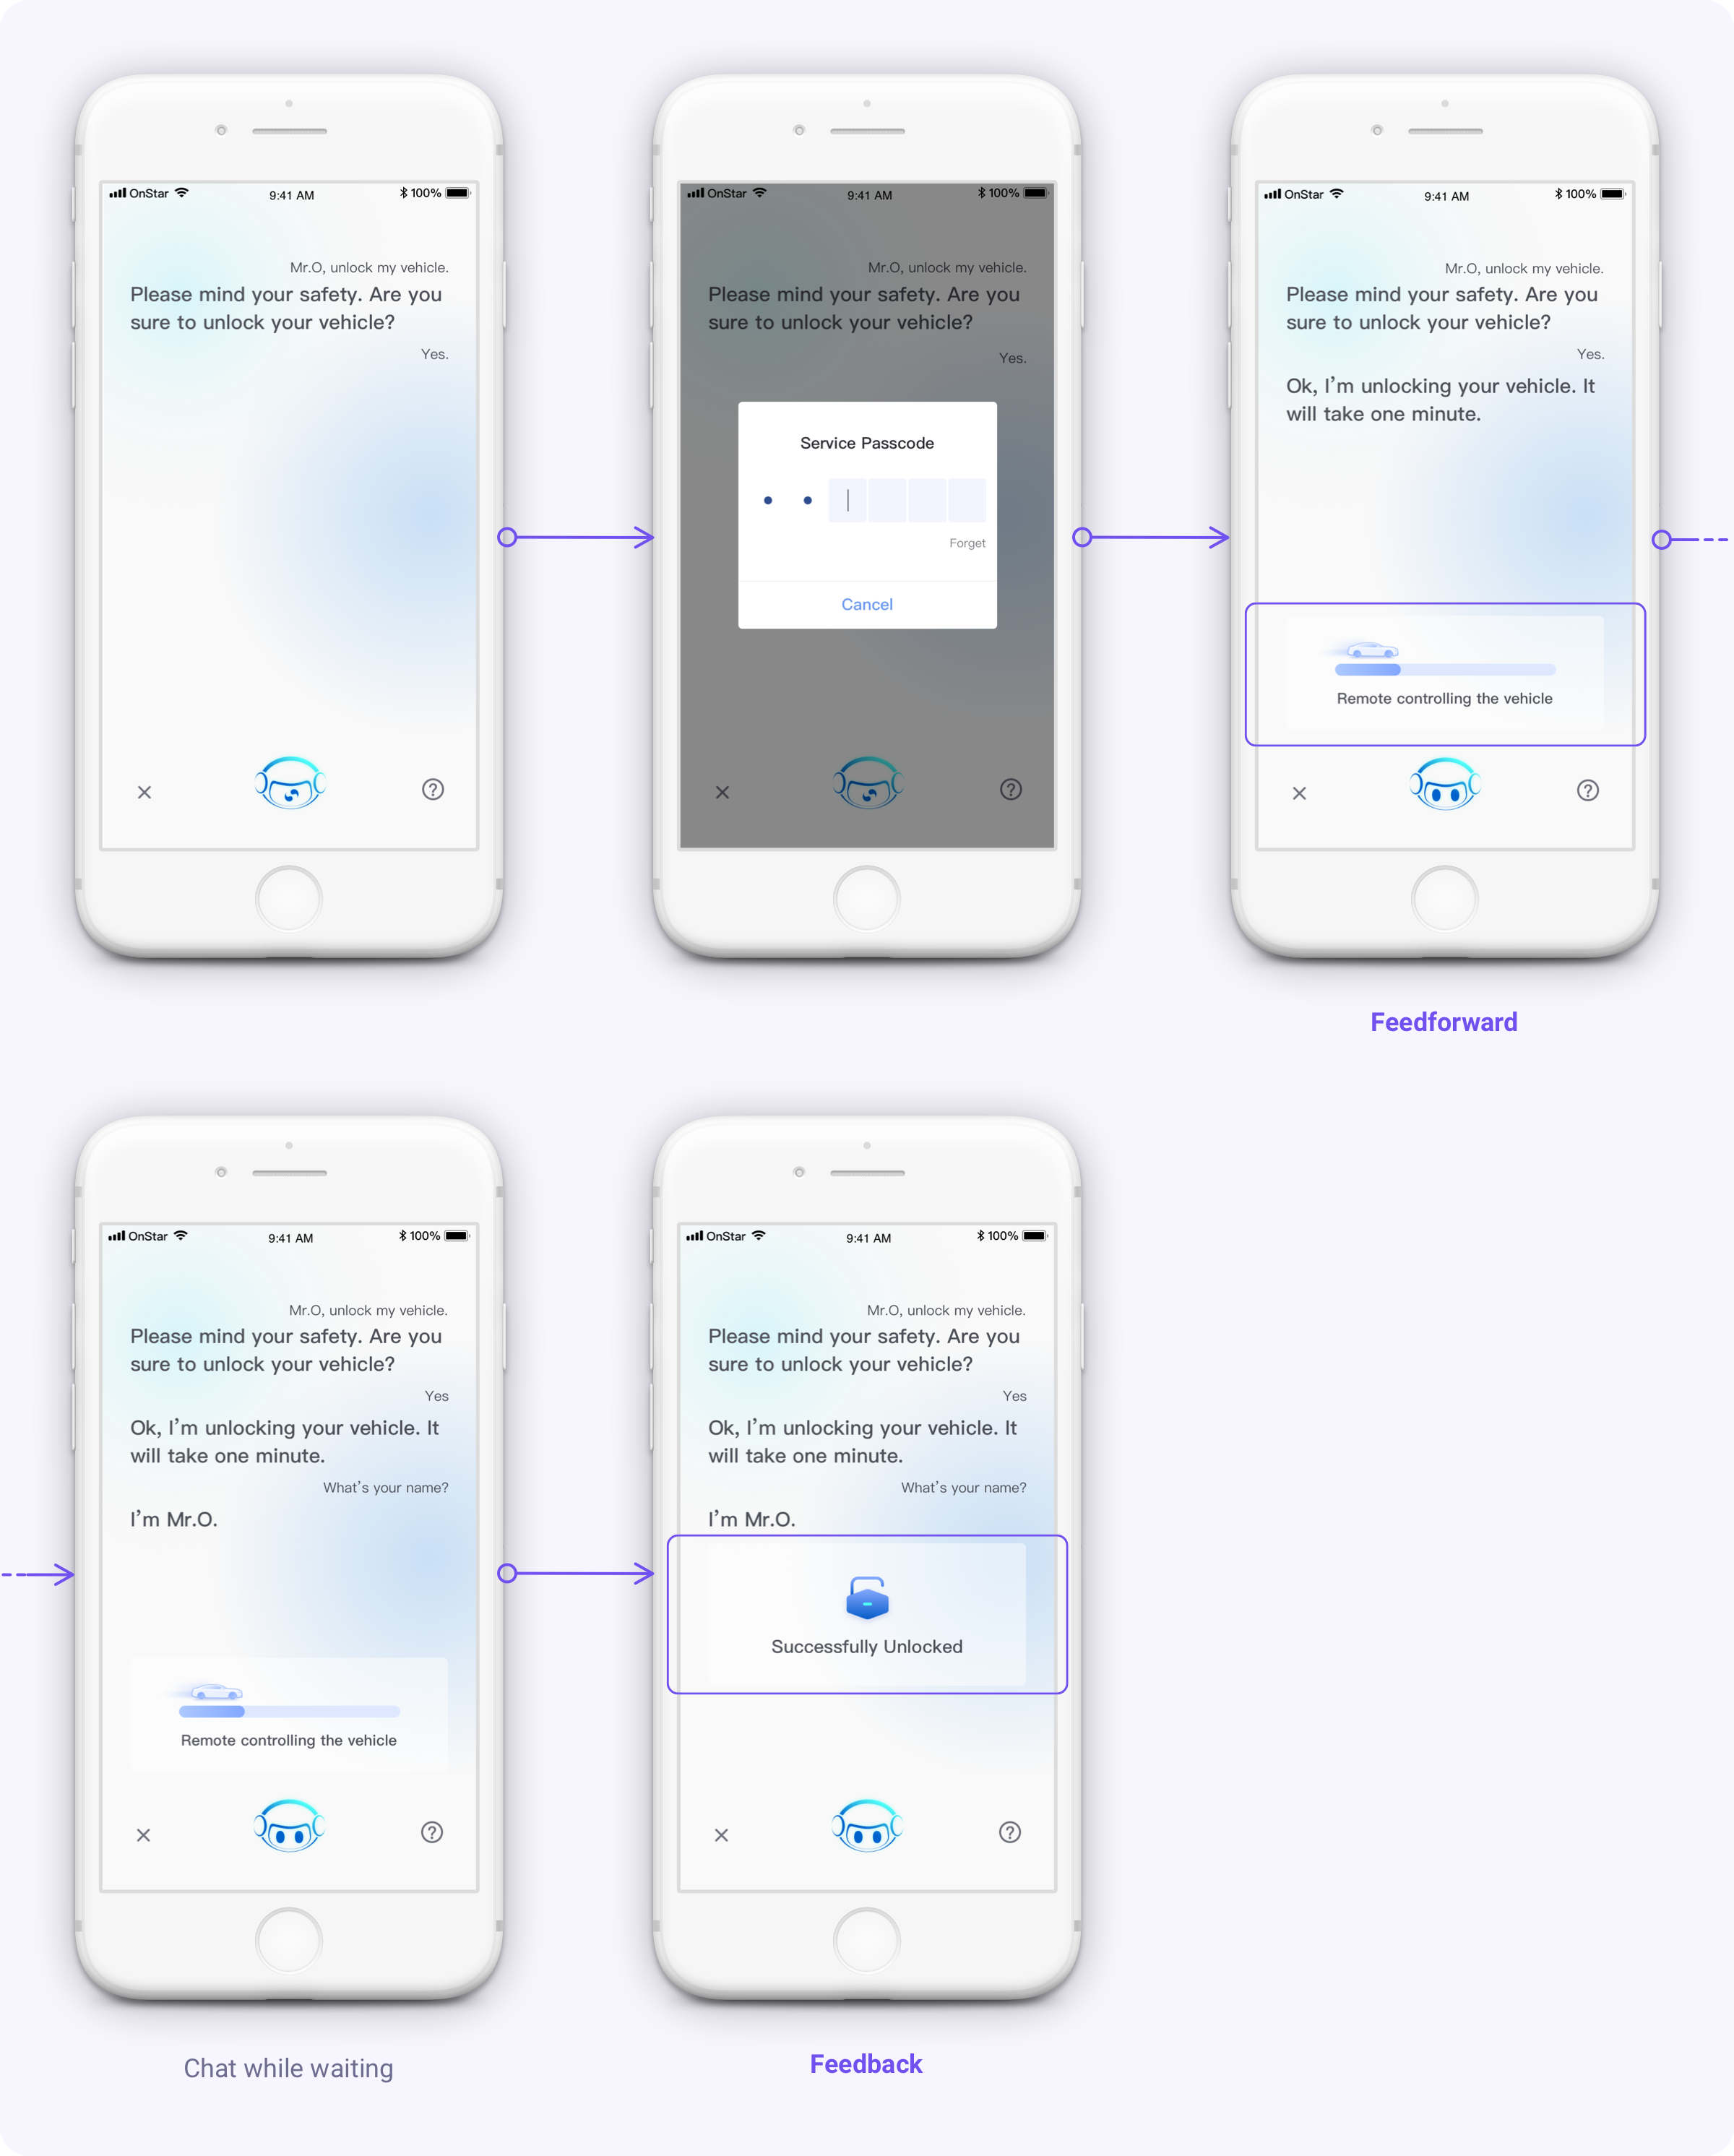 OnStar 9:41 AM 100%
Mr.O, unlock my vehicle.
Please mind your safety. Are you
sure to unlock your vehicle?
Yes.
OnStar 9:41 AM 100%
Mr.O, unlock my vehicle.
Please mind your safety. Are you
sure to unlock your vehicle?
Yes.
Service Passcode
Forget
Cancel
OnStar 9:41 AM 100%
Mr.O, unlock my vehicle.
Please mind your safety. Are you
sure to unlock your vehicle?
Yes.
Ok, I'm unlocking your vehicle. It
will take one minute.
Remote controlling the vehicle
Feedforward
OnStar 9:41 AM 100%
Mr.O, unlock my vehicle.
Please mind your safety. Are you
sure to unlock your vehicle?
Yes
Ok, I'm unlocking your vehicle. It
will take one minute.
What's your name?
I'm Mr.O.
Remote controlling the vehicle
Chat while waiting
OnStar 9:41 AM 100%
Mr.O, unlock my vehicle.
Please mind your safety. Are you
sure to unlock your vehicle?
Yes
Ok, I'm unlocking your vehicle. It
will take one minute.
What's your name?
I'm Mr.O.
Successfully Unlocked
Feedback